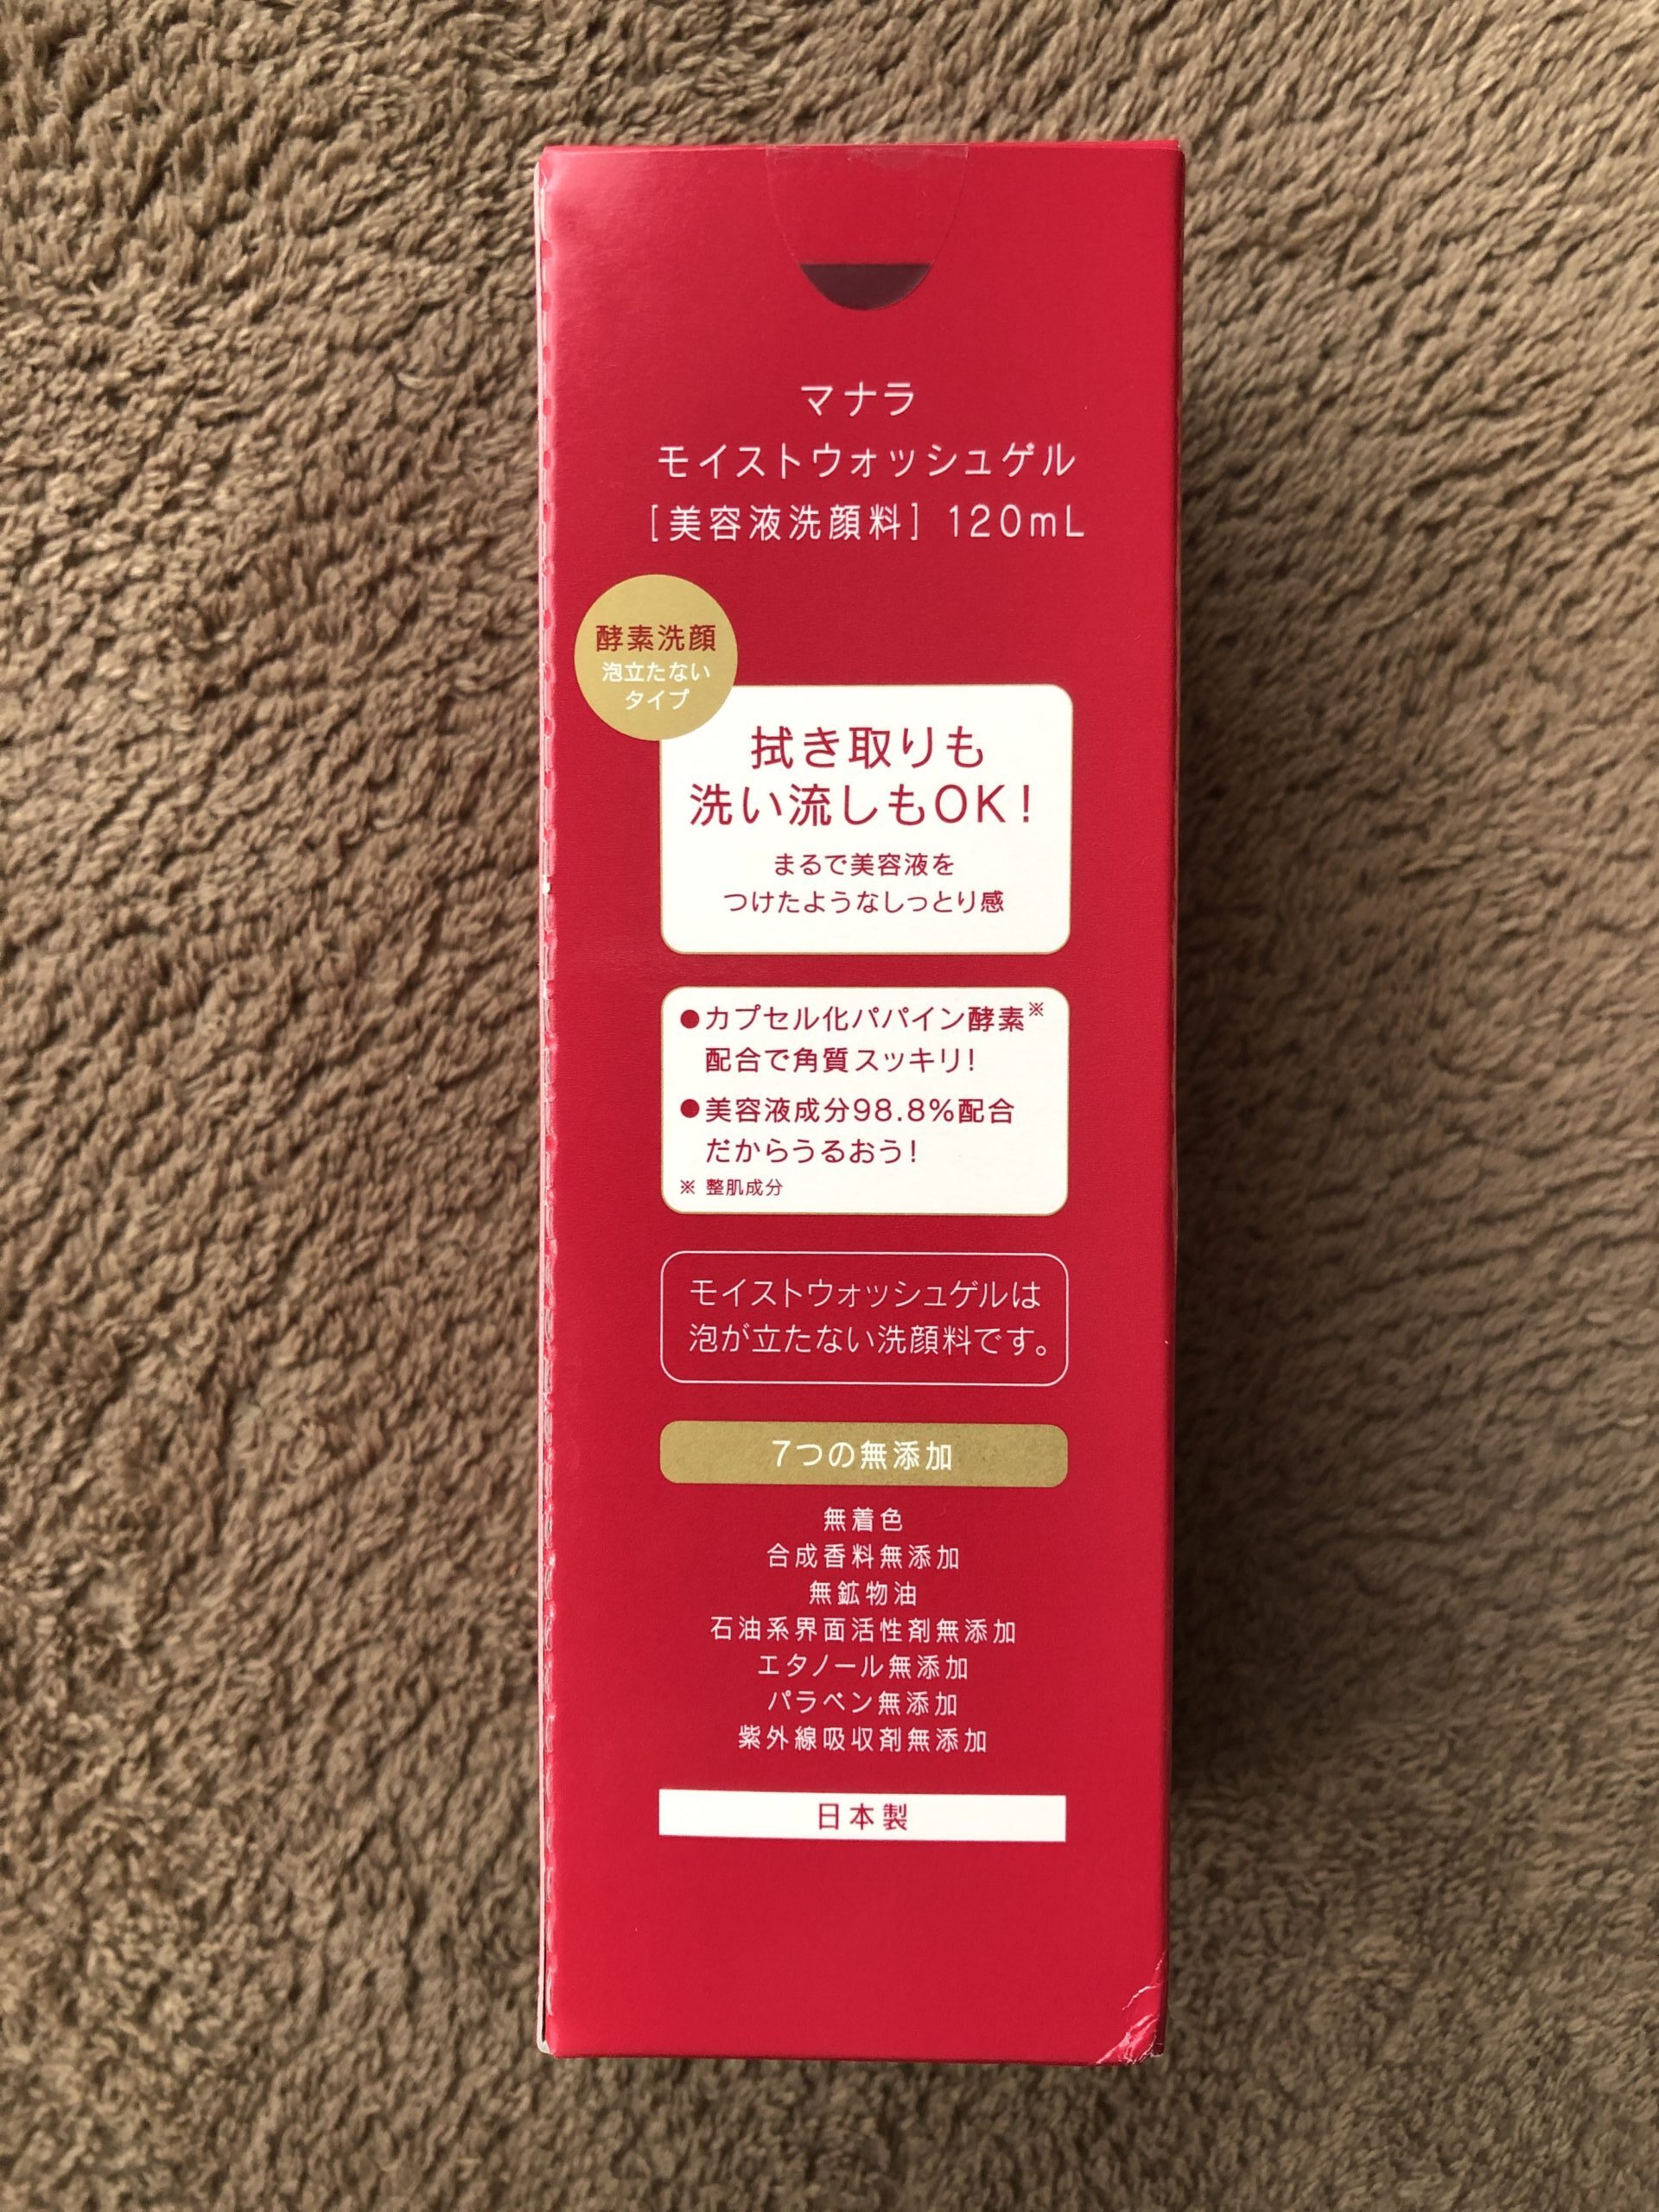 マナラ
モイストウォッシュゲル
[美容液洗顔料] 120mL
酵素洗顔
泡立たない
タイプ
拭き取りも
洗い流しもOK!
まるで美容液を
つけたようなしっとり感
●カプセル化パパイン酵素※
配合で角質スッキリ!
●美容液成分98.8%配合
だからうるおう!
※ 整肌成分
モイストウォッシュゲルは
泡が立たない洗顔料です。
7つの無添加
無着色
合成香料無添加
無鉱物油
石油系界面活性剤無添加
エタノール無添加
パラベン無添加
紫外線吸収剤無添加
日本製